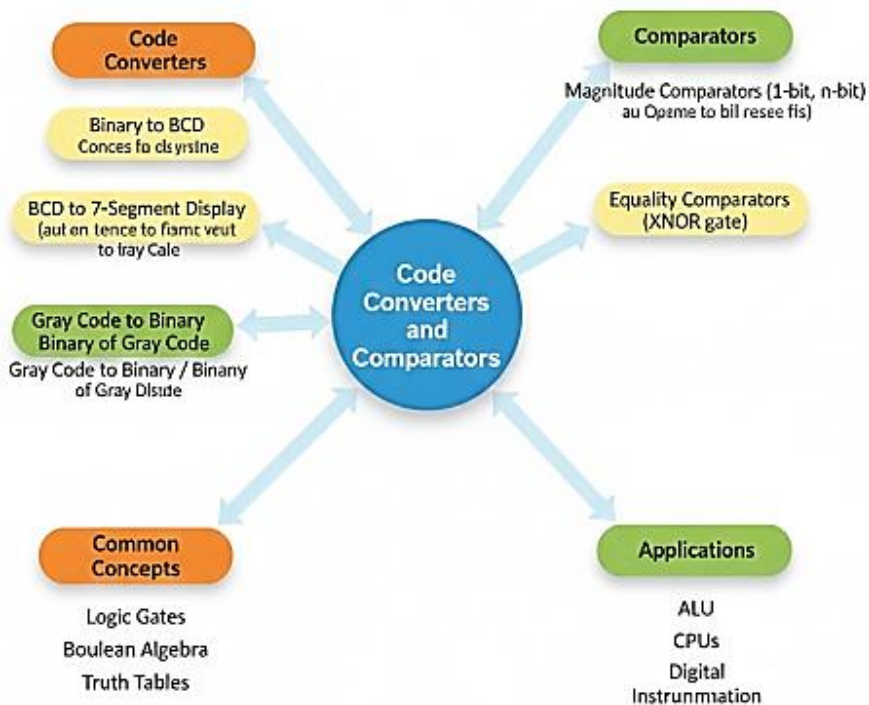 Code
Converters
Binary to BCD
BCD to 7-Segment Display
Gray Code to Binary
Binary of Gray Code
Gray Code to Binary / Binany
of Gray
Common
Concepts
Logic Gates
Boulean Algebra
Truth Tables
Code
Converters
and
Comparators
Comparators
Magnitude Comparators (1-bit, n-bit)
Equality Comparators
(XNOR gate)
Applications
ALU
CPUs
Digital